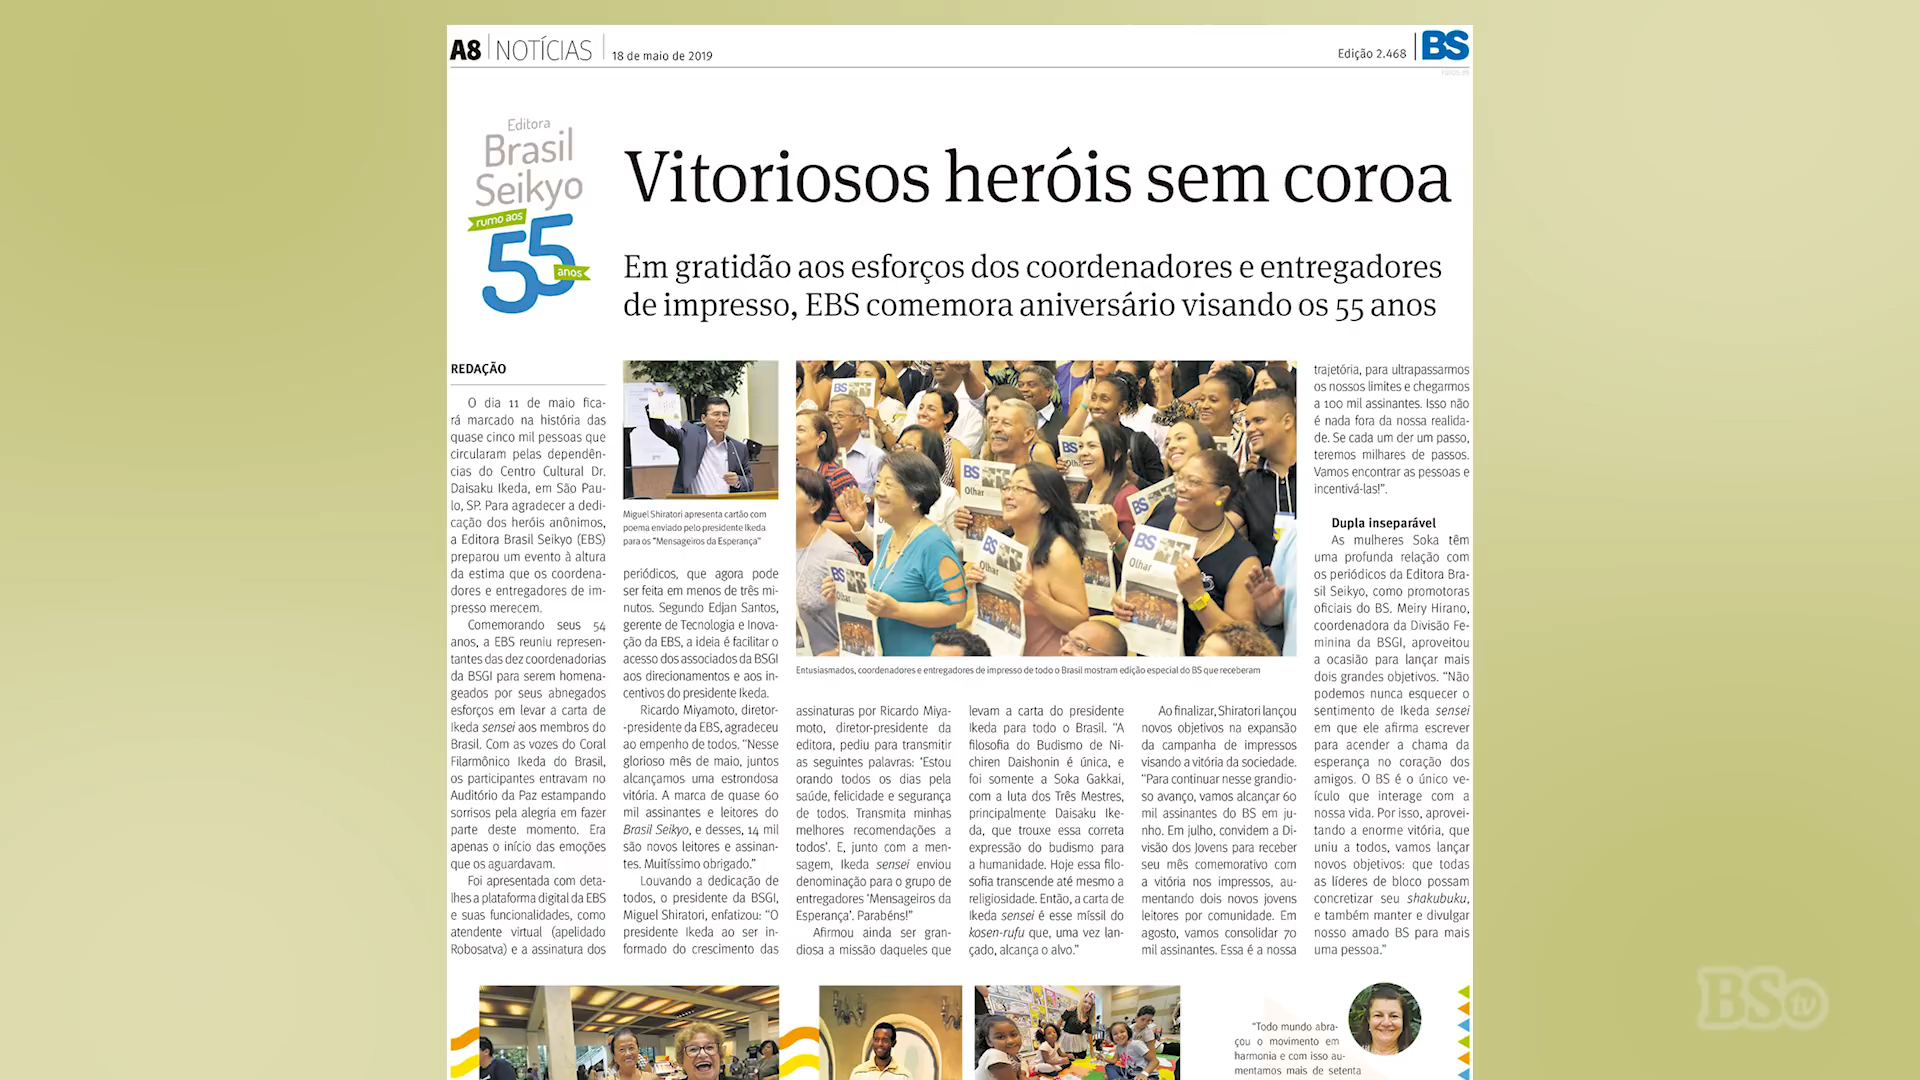 A8 NOTÍCIAS 18 de maio de 2019
Edição 2.468 BS
Editora
Brasil
Seikyo
rumo aos
55
anos
Vitoriosos heróis sem coroa
Em gratidão aos esforços dos coordenadores e entregadores
de impresso, EBS comemora aniversário visando os 55 anos
REDAÇÃO
O dia 11 de maio fica-
rá marcado na história das
quase cinco mil pessoas que
circularam pelas dependên-
cias do Centro Cultural Dr.
Daisaku Ikeda, em São Pau-
lo, SP. Para agradecer a dedi-
cação dos heróis anônimos,
a Editora Brasil Seikyo (EBS)
preparou um evento à altura
da estima que os coordena-
dores e entregadores de im-
presso merecem.
Comemorando seus 54
anos, a EBS reuniu represen-
tantes das dez coordenadorias
da BSGI para serem homena-
geados por seus abnegados
esforços em levar a carta de
Ikeda sensei aos membros do
Brasil. Com as vozes do Coral
Filarmônico Ikeda do Brasil,
os participantes entravam no
Auditório da Paz estampando
sorrisos pela alegria em fazer
parte deste momento. Era
apenas o início das emoções
que os aguardavam.
Foi apresentada com deta-
lhes a plataforma digital da EBS
e suas funcionalidades, como
atendente virtual (apelidado
Robosatva) e a assinatura dos
Miguel Shiratori apresenta cartão com
poema enviado pelo presidente Ikeda
para os “Mensageiros da Esperança”
periódicos, que agora pode
ser feita em menos de três mi-
nutos. Segundo Edjan Santos,
gerente de Tecnologia e Inova-
ção da EBS, a ideia é facilitar o
acesso dos associados da BSGI
aos direcionamentos e aos in-
centivos do presidente Ikeda.
Ricardo Miyamoto, diretor-
-presidente da EBS, agradeceu
ao empenho de todos. “Nesse
glorioso mês de maio, juntos
alcançamos uma estrondosa
vitória. A marca de quase 60
mil assinantes e leitores do
Brasil Seikyo, e desses, 14 mil
são novos leitores e assinan-
tes. Muitíssimo obrigado.”
Louvando a dedicação de
todos, o presidente da BSGI,
Miguel Shiratori, enfatizou: “O
presidente Ikeda ao ser in-
formado do crescimento das
BS
BS
BS
Olhar
BS
Olhar
BS
Olhar
BS
Olhar
Entusiasmados, coordenadores e entregadores de impresso de todo o Brasil mostram edição especial do BS que receberam
assinaturas por Ricardo Miya-
moto, diretor-presidente da
editora, pediu para transmitir
as seguintes palavras: ‘Estou
orando todos os dias pela
saúde, felicidade e segurança
de todos. Transmita minhas
melhores recomendações a
todos’. E, junto com a men-
sagem, Ikeda sensei enviou
denominação para o grupo de
entregadores ‘Mensageiros da
Esperança’. Parabéns!”
Afirmou ainda ser gran-
diosa a missão daqueles que
levam a carta do presidente
Ikeda para todo o Brasil. “A
filosofia do Budismo de Ni-
chiren Daishonin é única, e
foi somente a Soka Gakkai,
com a luta dos Três Mestres,
principalmente Daisaku Ike-
da, que trouxe essa correta
expressão do budismo para
a humanidade. Hoje essa filo-
sofia transcende até mesmo a
religiosidade. Então, a carta de
Ikeda sensei é esse míssil do
kosen-rufu que, uma vez lan-
çado, alcança o alvo.”
Ao finalizar, Shiratori lançou
novos objetivos na expansão
da campanha de impressos
visando a vitória da sociedade.
“Para continuar nesse grandio-
so avanço, vamos alcançar 60
mil assinantes do BS em ju-
nho. Em julho, convidem a Di-
visão dos Jovens para receber
seu mês comemorativo com
a vitória nos impressos, au-
mentando dois novos jovens
leitores por comunidade. Em
agosto, vamos consolidar 70
mil assinantes. Essa é a nossa
trajetória, para ultrapassarmos
os nossos limites e chegarmos
a 100 mil assinantes. Isso não
é nada fora da nossa realida-
de. Se cada um der um passo,
teremos milhares de passos.
Vamos encontrar as pessoas e
incentivá-las!”.
Dupla inseparável
As mulheres Soka têm
uma profunda relação com
os periódicos da Editora Bra-
sil Seikyo, como promotoras
oficiais do BS. Meiry Hirano,
coordenadora da Divisão Fe-
minina da BSGI, aproveitou
a ocasião para lançar mais
dois grandes objetivos. “Não
podemos nunca esquecer o
sentimento de Ikeda sensei
em que ele afirma escrever
para acender a chama da
esperança no coração dos
amigos. O BS é o único ve-
ículo que interage com a
nossa vida. Por isso, aprovei-
tando a enorme vitória, que
uniu a todos, vamos lançar
novos objetivos: que todas
as líderes de bloco possam
concretizar seu shakubuku,
e também manter e divulgar
nosso amado BS para mais
uma pessoa.”
“Todo mundo abra-
çou o movimento em
harmonia e com isso au-
mentamos mais de setenta
BS tv